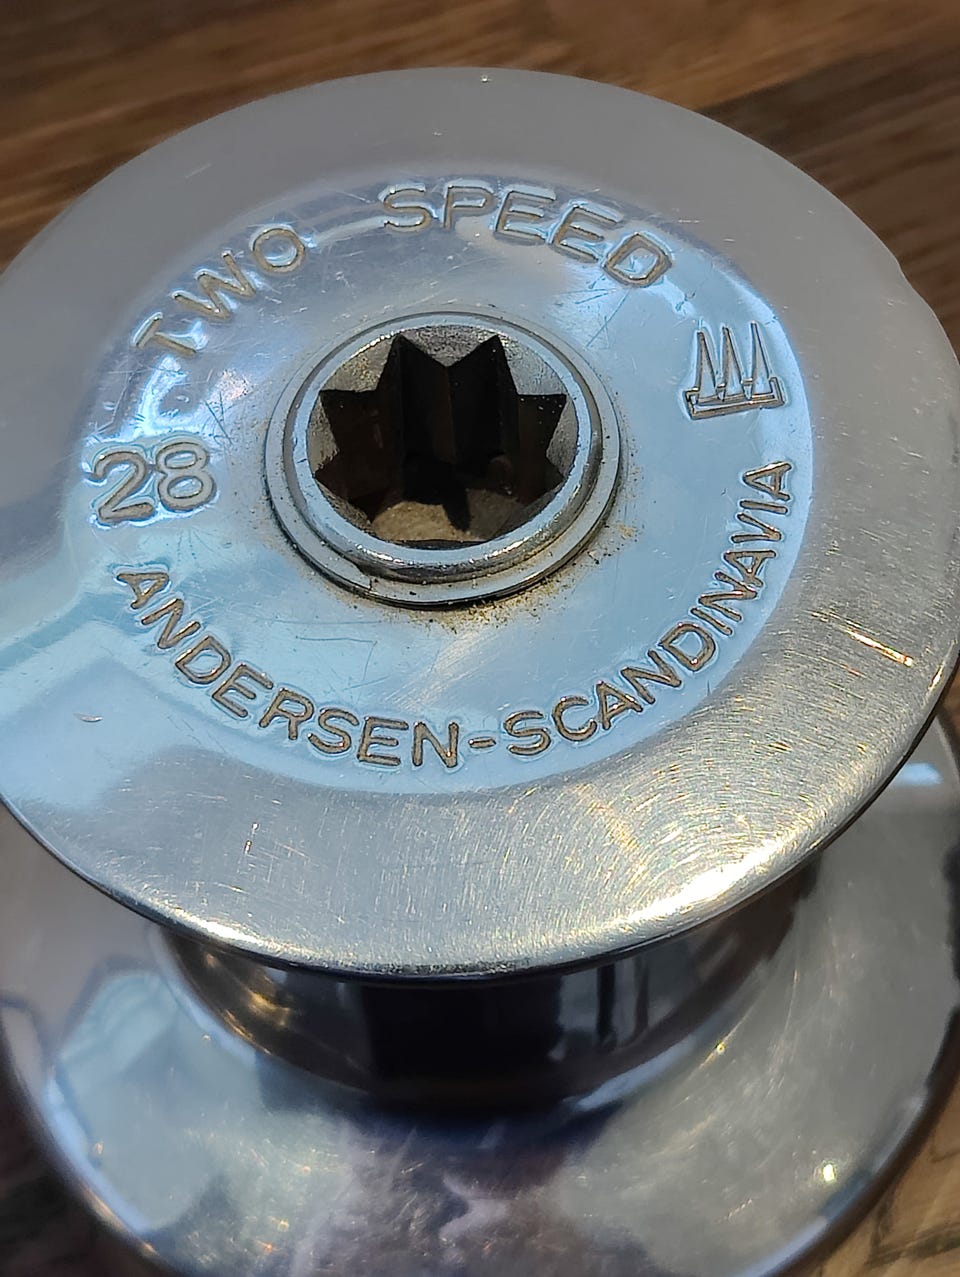 TWO SPEED
28
ANDERSEN-SCANDINAVIA